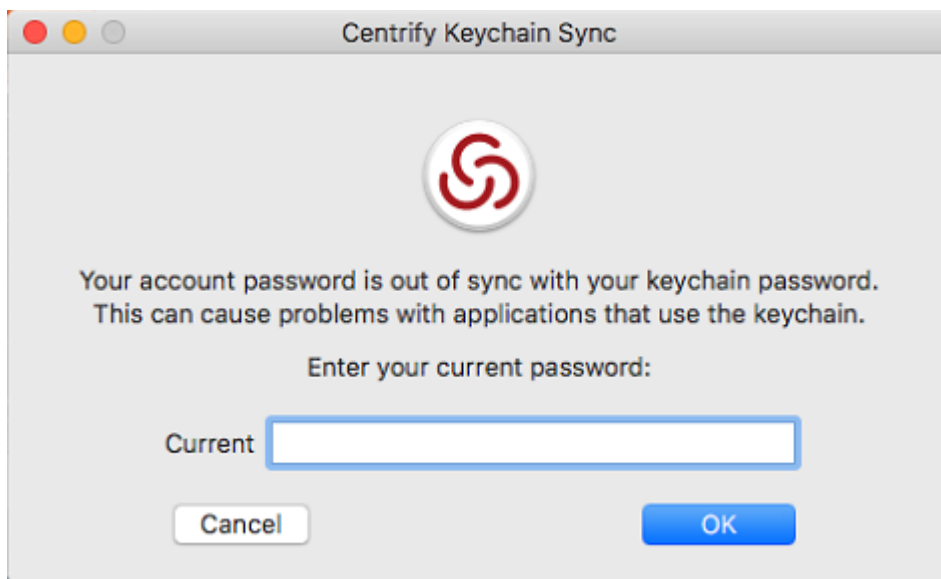 Centrify Keychain Sync
Your account password is out of sync with your keychain password.
This can cause problems with applications that use the keychain.
Enter your current password:
Current
Cancel
OK